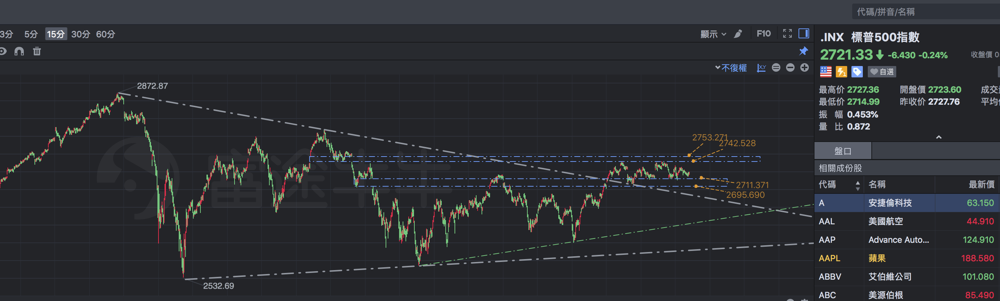 代碼/拼音/名稱
3分 5分 15分 30分 60分 顯示 F10
不復權
.INX 標普500指數
2721.33 -6.430 -0.24% 收盤價 0
1
自選
最高价 2727.36 開盤價 2723.60
最低价 2714.99 昨收价 2727.76
振幅 0.453%
量比 0.872
盤口
相關成份股
代碼 名稱 最新價
A 安捷倫科技 63.150
AAL 美國航空 44.910
AAP Advance Auto... 124.910
AAPL 蘋果 188.580
ABBV 艾伯維公司 101.080
ABC 美源伯根 85.490
2872.87
2753.271
2742.528
2711.371
2695.690
2532.69
富途牛牛
XY